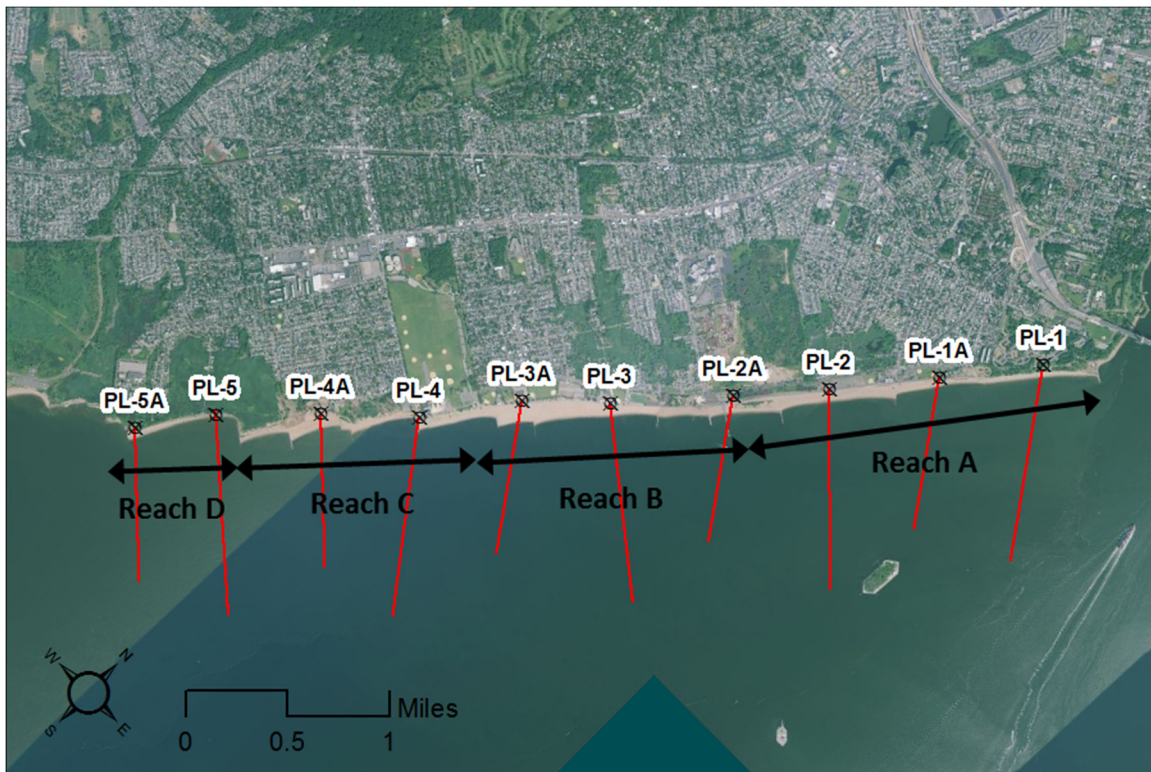 PL-1
PL-1A
PL-2
PL-2A
PL-3A
PL-3
PL-4A
PL-4
PL-5A
PL-5
Reach A
Reach B
Reach C
Reach D
W
N
S
E
Miles
0
0.5
1